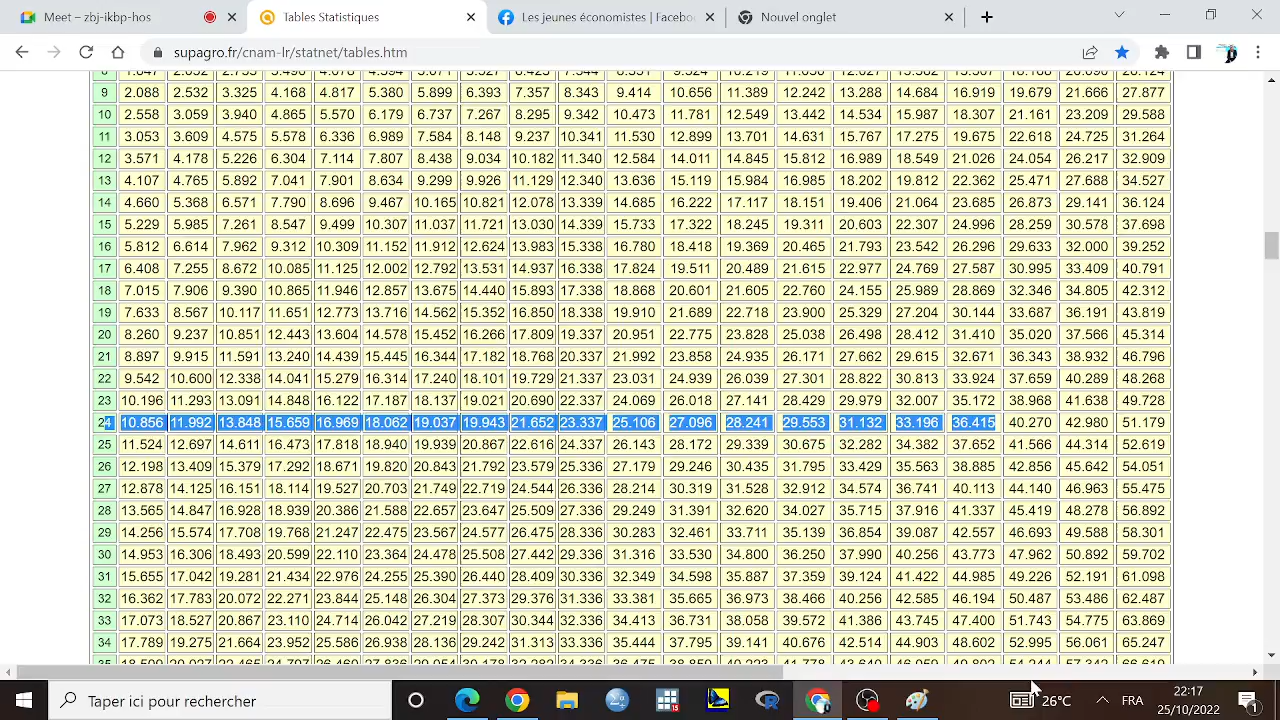 Meet – zbj-ikbp-hos
Tables Statistiques
Les jeunes économistes | Facebo
Nouvel onglet
supagro.fr/cnam-lr/statnet/tables.htm
9 2.088 2.532 3.325 4.168 4.817 5.380 5.899 6.393 7.357 8.343 9.414 10.656 11.389 12.242 13.288 14.684 16.919 19.679 21.666 27.877
10 2.558 3.059 3.940 4.865 5.570 6.179 6.737 7.267 8.295 9.342 10.473 11.781 12.549 13.442 14.534 15.987 18.307 21.161 23.209 29.588
11 3.053 3.609 4.575 5.578 6.336 6.989 7.584 8.148 9.237 10.341 11.530 12.899 13.701 14.631 15.767 17.275 19.675 22.618 24.725 31.264
12 3.571 4.178 5.226 6.304 7.114 7.807 8.438 9.034 10.182 11.340 12.584 14.011 14.845 15.812 16.989 18.549 21.026 24.054 26.217 32.909
13 4.107 4.765 5.892 7.041 7.901 8.634 9.299 9.926 11.129 12.340 13.636 15.119 15.984 16.985 18.202 19.812 22.362 25.471 27.688 34.527
14 4.660 5.368 6.571 7.790 8.696 9.467 10.165 10.821 12.078 13.339 14.685 16.222 17.117 18.151 19.406 21.064 23.685 26.873 29.141 36.124
15 5.229 5.985 7.261 8.547 9.499 10.307 11.037 11.721 13.030 14.339 15.733 17.322 18.245 19.311 20.603 22.307 24.996 28.259 30.578 37.698
16 5.812 6.614 7.962 9.312 10.309 11.152 11.912 12.624 13.983 15.338 16.780 18.418 19.369 20.465 21.793 23.542 26.296 29.633 32.000 39.252
17 6.408 7.255 8.672 10.085 11.125 12.002 12.792 13.531 14.937 16.338 17.824 19.511 20.489 21.615 22.977 24.769 27.587 30.995 33.409 40.791
18 7.015 7.906 9.390 10.865 11.946 12.857 13.675 14.440 15.893 17.338 18.868 20.601 21.605 22.760 24.155 25.989 28.869 32.346 34.805 42.312
19 7.633 8.567 10.117 11.651 12.773 13.716 14.562 15.352 16.850 18.338 19.910 21.689 22.718 23.900 25.329 27.204 30.144 33.687 36.191 43.819
20 8.260 9.237 10.851 12.443 13.604 14.578 15.452 16.266 17.809 19.337 20.951 22.775 23.828 25.038 26.498 28.412 31.410 35.020 37.566 45.314
21 8.897 9.915 11.591 13.240 14.439 15.445 16.344 17.182 18.768 20.337 21.992 23.858 24.935 26.171 27.662 29.615 32.671 36.343 38.932 46.796
22 9.542 10.600 12.338 14.041 15.279 16.314 17.240 18.101 19.729 21.337 23.031 24.939 26.039 27.301 28.822 30.813 33.924 37.659 40.289 48.268
23 10.196 11.293 13.091 14.848 16.122 17.187 18.137 19.021 20.690 22.337 24.069 26.018 27.141 28.429 29.979 32.007 35.172 38.968 41.638 49.728
24 10.856 11.992 13.848 15.659 16.969 18.062 19.037 19.943 21.652 23.337 25.106 27.096 28.241 29.553 31.132 33.196 36.415 40.270 42.980 51.179
25 11.524 12.697 14.611 16.473 17.818 18.940 19.939 20.867 22.616 24.337 26.143 28.172 29.339 30.675 32.282 34.382 37.652 41.566 44.314 52.619
26 12.198 13.409 15.379 17.292 18.671 19.820 20.843 21.792 23.579 25.336 27.179 29.246 30.435 31.795 33.429 35.563 38.885 42.856 45.642 54.051
27 12.878 14.125 16.151 18.114 19.527 20.703 21.749 22.719 24.544 26.336 28.214 30.319 31.528 32.912 34.574 36.741 40.113 44.140 46.963 55.475
28 13.565 14.847 16.928 18.939 20.386 21.588 22.657 23.647 25.509 27.336 29.249 31.391 32.620 34.027 35.715 37.916 41.337 45.419 48.278 56.892
29 14.256 15.574 17.708 19.768 21.247 22.475 23.567 24.577 26.475 28.336 30.283 32.461 33.711 35.139 36.854 39.087 42.557 46.693 49.588 58.301
30 14.953 16.306 18.493 20.599 22.110 23.364 24.478 25.508 27.442 29.336 31.316 33.530 34.800 36.250 37.990 40.256 43.773 47.962 50.892 59.702
31 15.655 17.042 19.281 21.434 22.976 24.255 25.390 26.440 28.409 30.336 32.349 34.598 35.887 37.359 39.124 41.422 44.985 49.226 52.191 61.098
32 16.362 17.783 20.072 22.271 23.844 25.148 26.304 27.373 29.376 31.336 33.381 35.665 36.973 38.466 40.256 42.585 46.194 50.487 53.486 62.487
33 17.073 18.527 20.867 23.110 24.714 26.042 27.219 28.307 30.344 32.336 34.413 36.731 38.058 39.572 41.386 43.745 47.400 51.743 54.775 63.869
34 17.789 19.275 21.664 23.952 25.586 26.938 28.136 29.242 31.313 33.336 35.444 37.795 39.141 40.676 42.514 44.903 48.602 52.995 56.061 65.247
Taper ici pour rechercher
26°C
FRA
22:17
25/10/2022
1